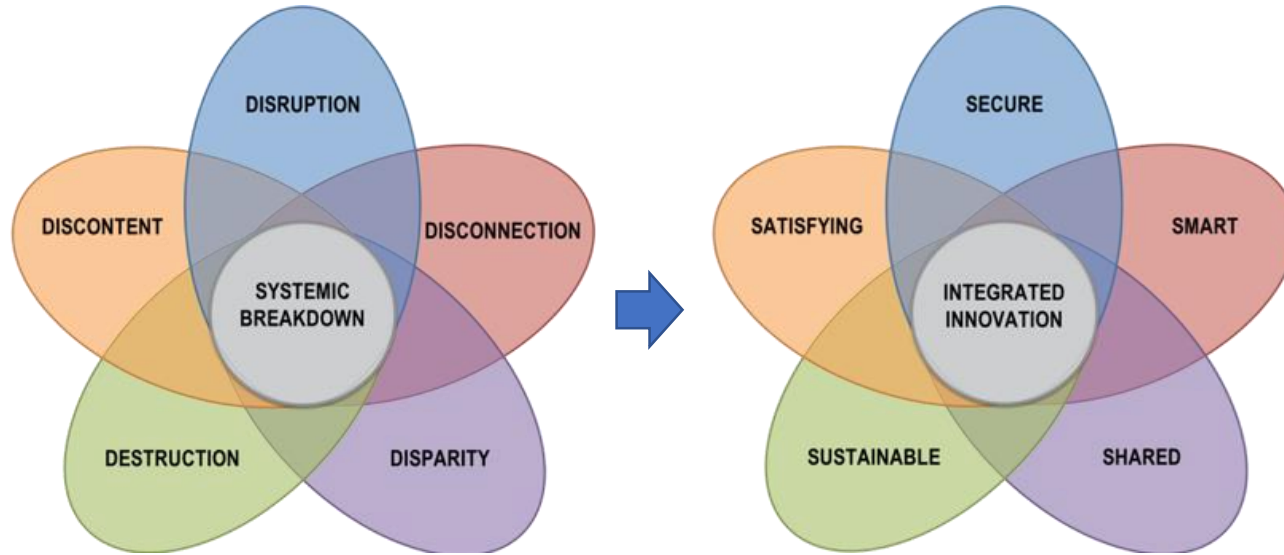 DISRUPTION
DISCONTENT
DISCONNECTION
SYSTEMIC
BREAKDOWN
DESTRUCTION
DISPARITY
SECURE
SATISFYING
SMART
INTEGRATED
INNOVATION
SUSTAINABLE
SHARED